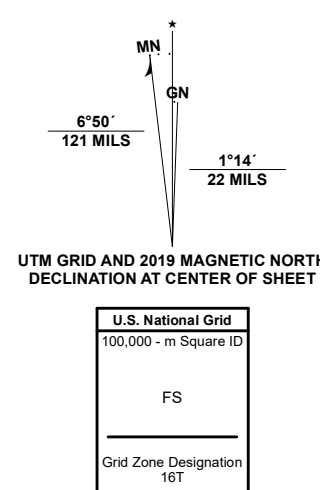 MN
GN
6°50´
121 MILS
1°14´
22 MILS
UTM GRID AND 2019 MAGNETIC NORTH
DECLINATION AT CENTER OF SHEET
U.S. National Grid
100,000 - m Square ID
FS
Grid Zone Designation
16T